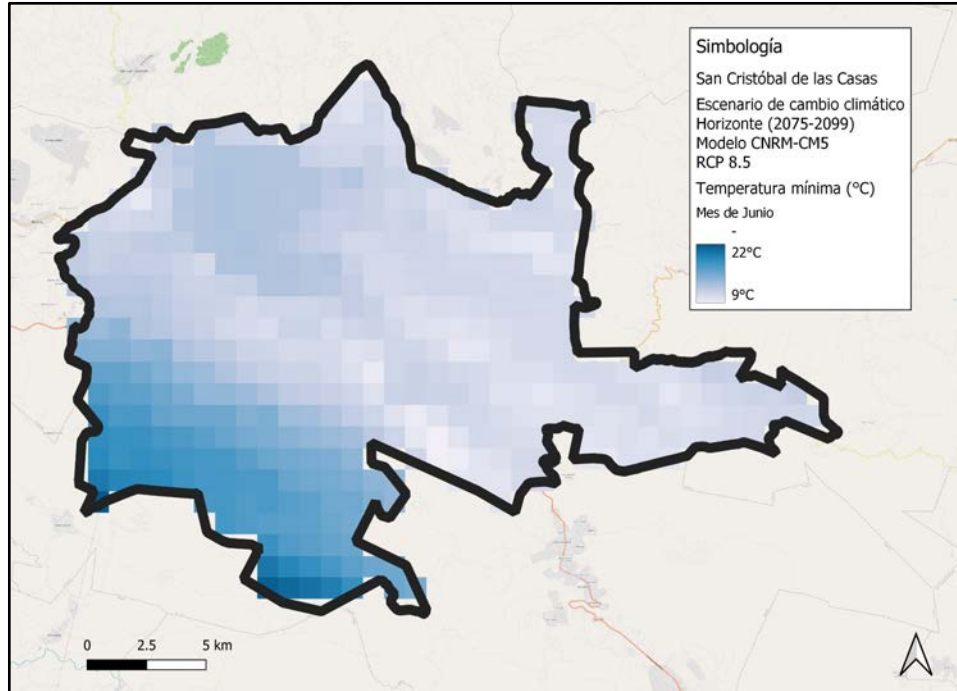 Simbología
San Cristóbal de las Casas
Escenario de cambio climático
Horizonte (2075-2099)
Modelo CNRM-CM5
RCP 8.5
Temperatura mínima (°C)
Mes de Junio
-
22°C
9°C
0 2.5 5 km